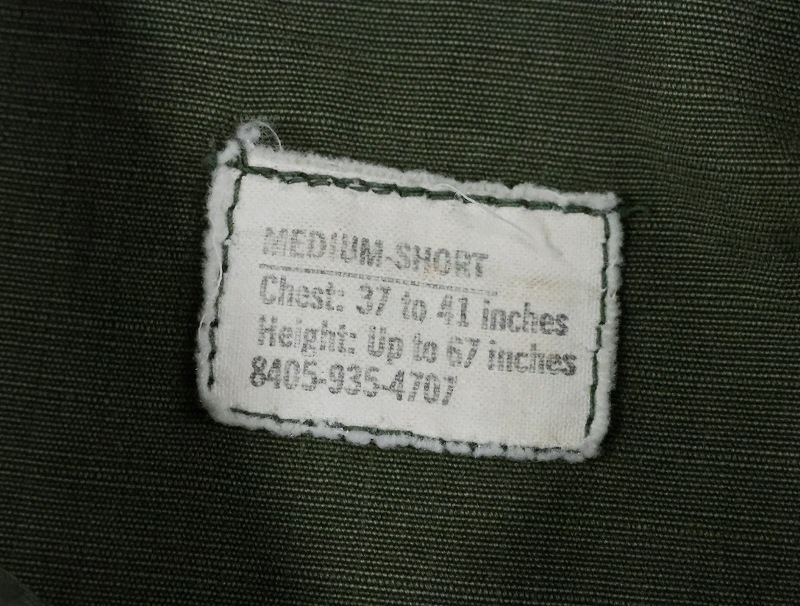 MEDIUM-SHORT
Chest: 37 to 41 inches
Height: Up to 67 inches
8405-935-4707